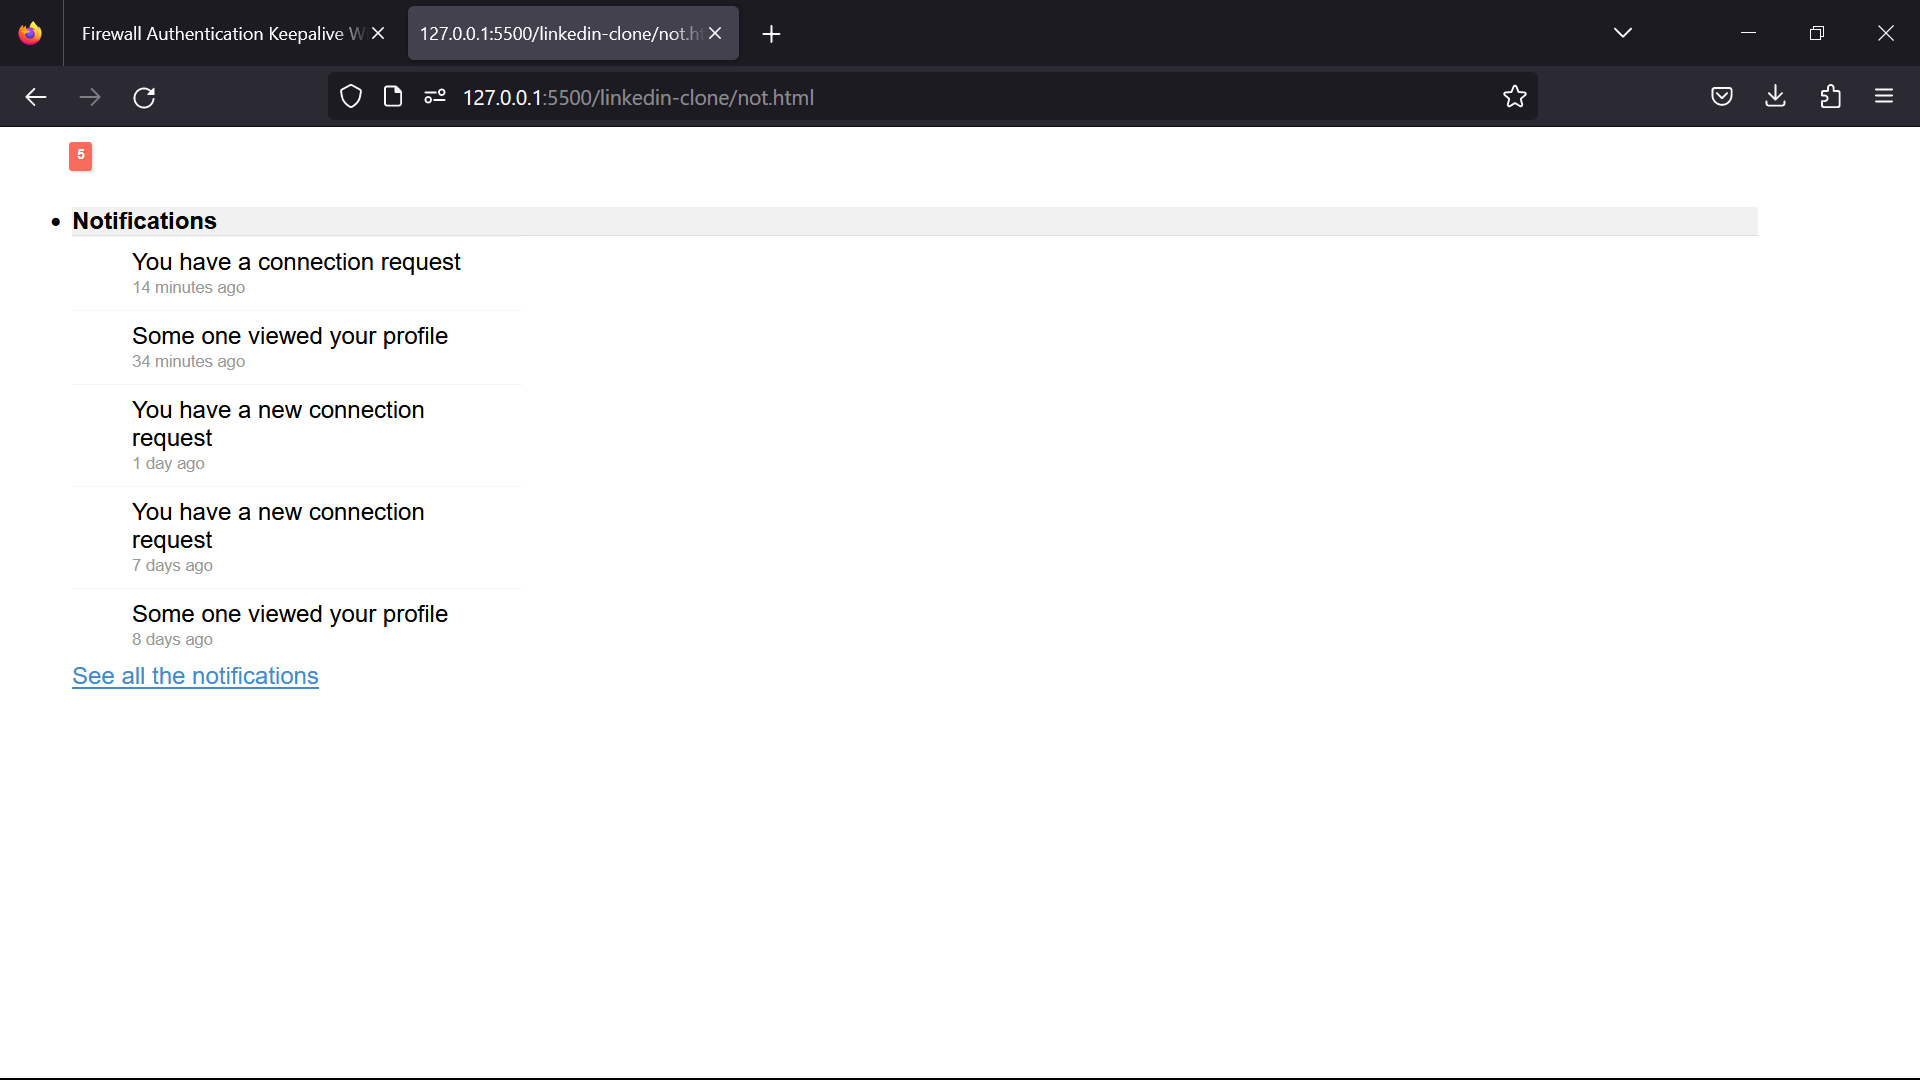 Firewall Authentication Keepalive W
127.0.0.1:5500/linkedin-clone/not.ht
127.0.0.1:5500/linkedin-clone/not.html
5
• Notifications
You have a connection request
14 minutes ago
Some one viewed your profile
34 minutes ago
You have a new connection
request
1 day ago
You have a new connection
request
7 days ago
Some one viewed your profile
8 days ago
See all the notifications